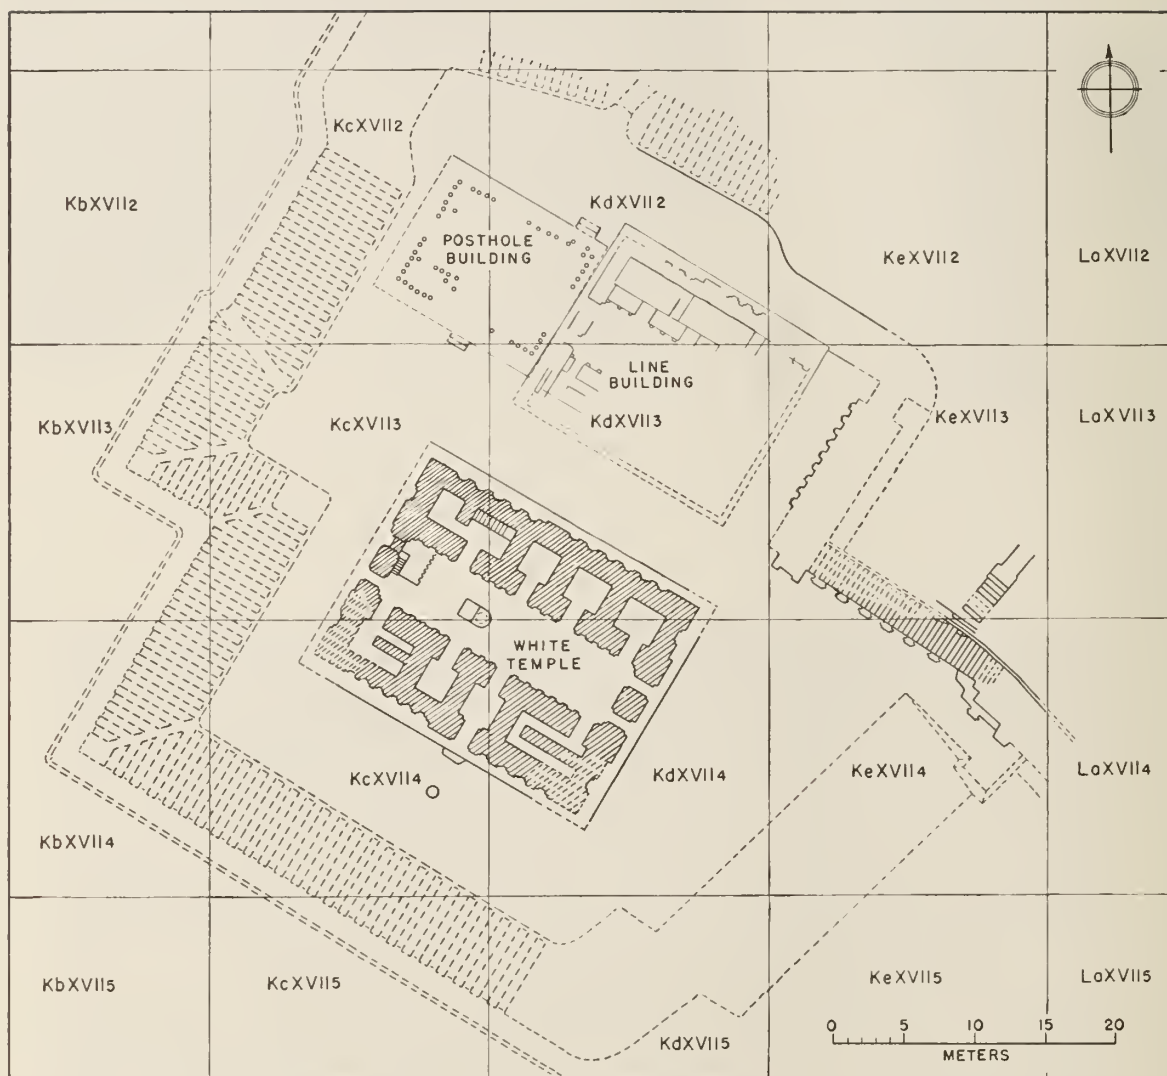 KcXVII2
KbXVII2
KdXVII2
POSTHOLE
BUILDING
KeXVII2
LaXVII2
LINE
BUILDING
KbXVII3
KcXVII3
KdXVII3
KeXVII3
LaXVII3
WHITE
TEMPLE
KcXVII4
KdXVII4
KeXVII4
LaXVII4
KbXVII4
KbXVII5
KcXVII5
KeXVII5
LaXVII5
KdXVII5
0 5 10 15 20
METERS